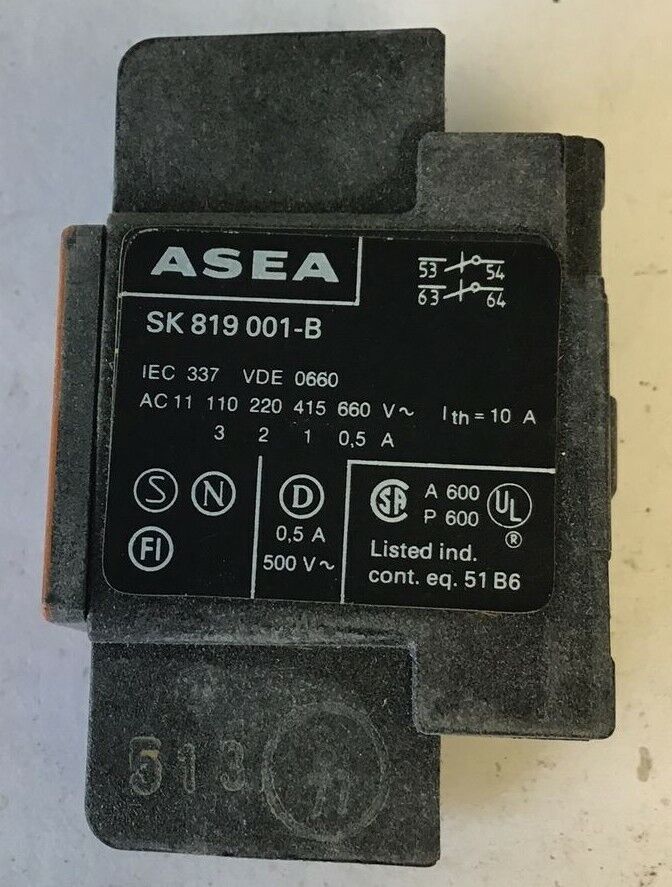 ASEA
53 54
63 64
SK 819 001-B
IEC 337 VDE 0660
AC 11 110 220 415 660 V~ Ith = 10 A
3 2 1 0,5 A
S N
FI
D
0,5 A
500 V~
SA A 600 UL
P 600 ®
Listed ind.
cont. eq. 51 B6
513